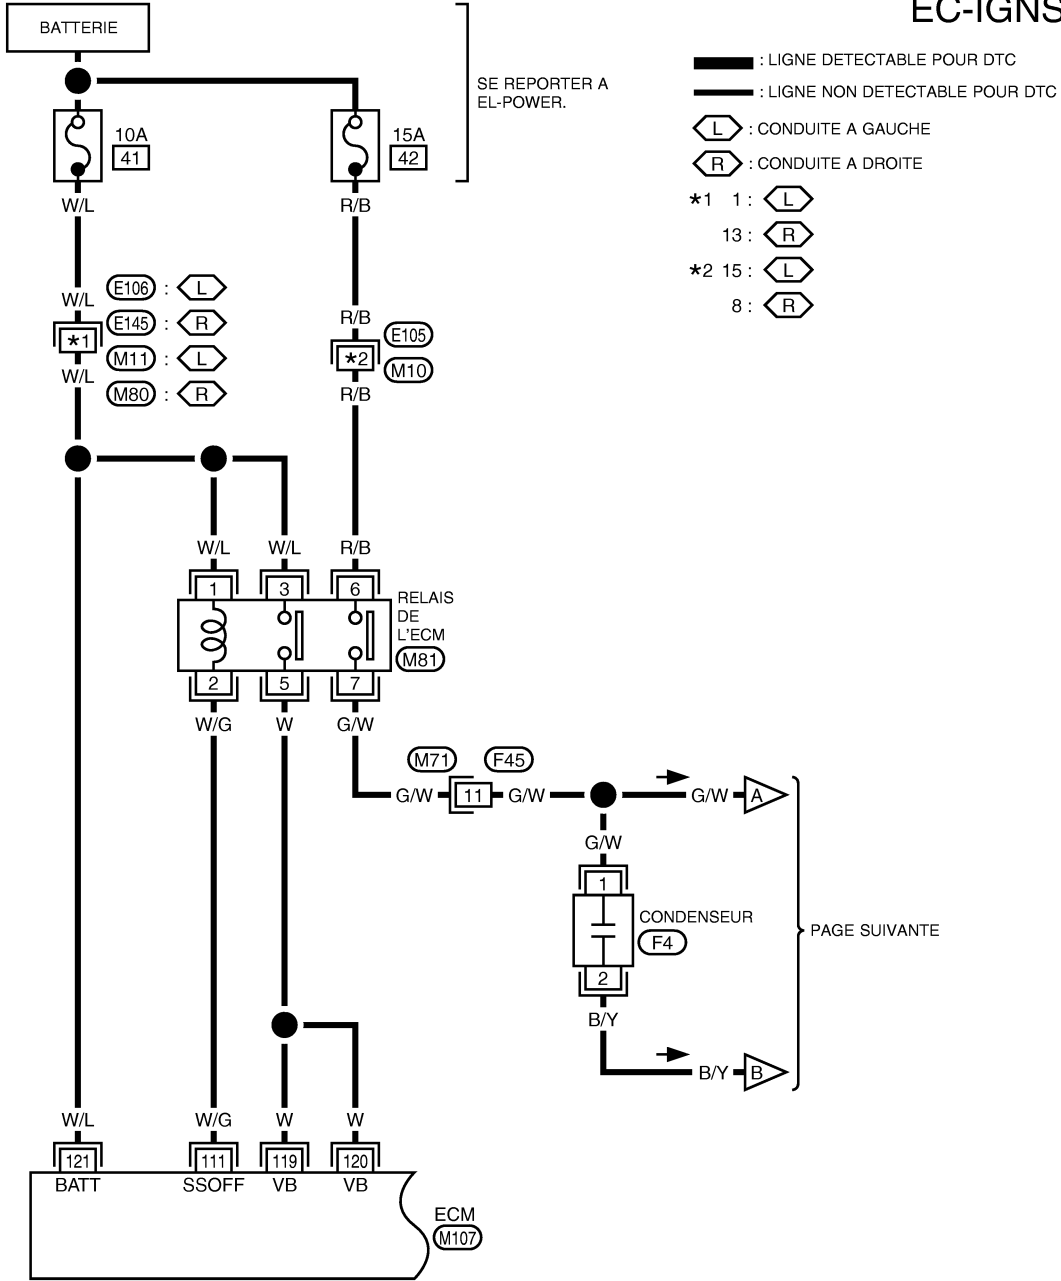 EC-IGNS
BATTERIE
SE REPORTER A
EL-POWER.
: LIGNE DETECTABLE POUR DTC
: LIGNE NON DETECTABLE POUR DTC
L : CONDUITE A GAUCHE
R : CONDUITE A DROITE
*1 1 : L
13 : R
*2 15 : L
8 : R
10A
41
15A
42
W/L
R/B
W/L
R/B
E106 : L
E145 : R
M11 : L
M80 : R
*1
*2
E105
M10
W/L
R/B
W/L
W/L
R/B
1
3
6
RELAIS
DE
L'ECM
M81
2
5
7
W/G
W
G/W
M71
F45
G/W
11
G/W
G/W
A
G/W
1
CONDENSEUR
F4
2
B/Y
B/Y
B
PAGE SUIVANTE
W/L
W/G
W
W
121
111
119
120
BATT
SSOFF
VB
VB
ECM
M107